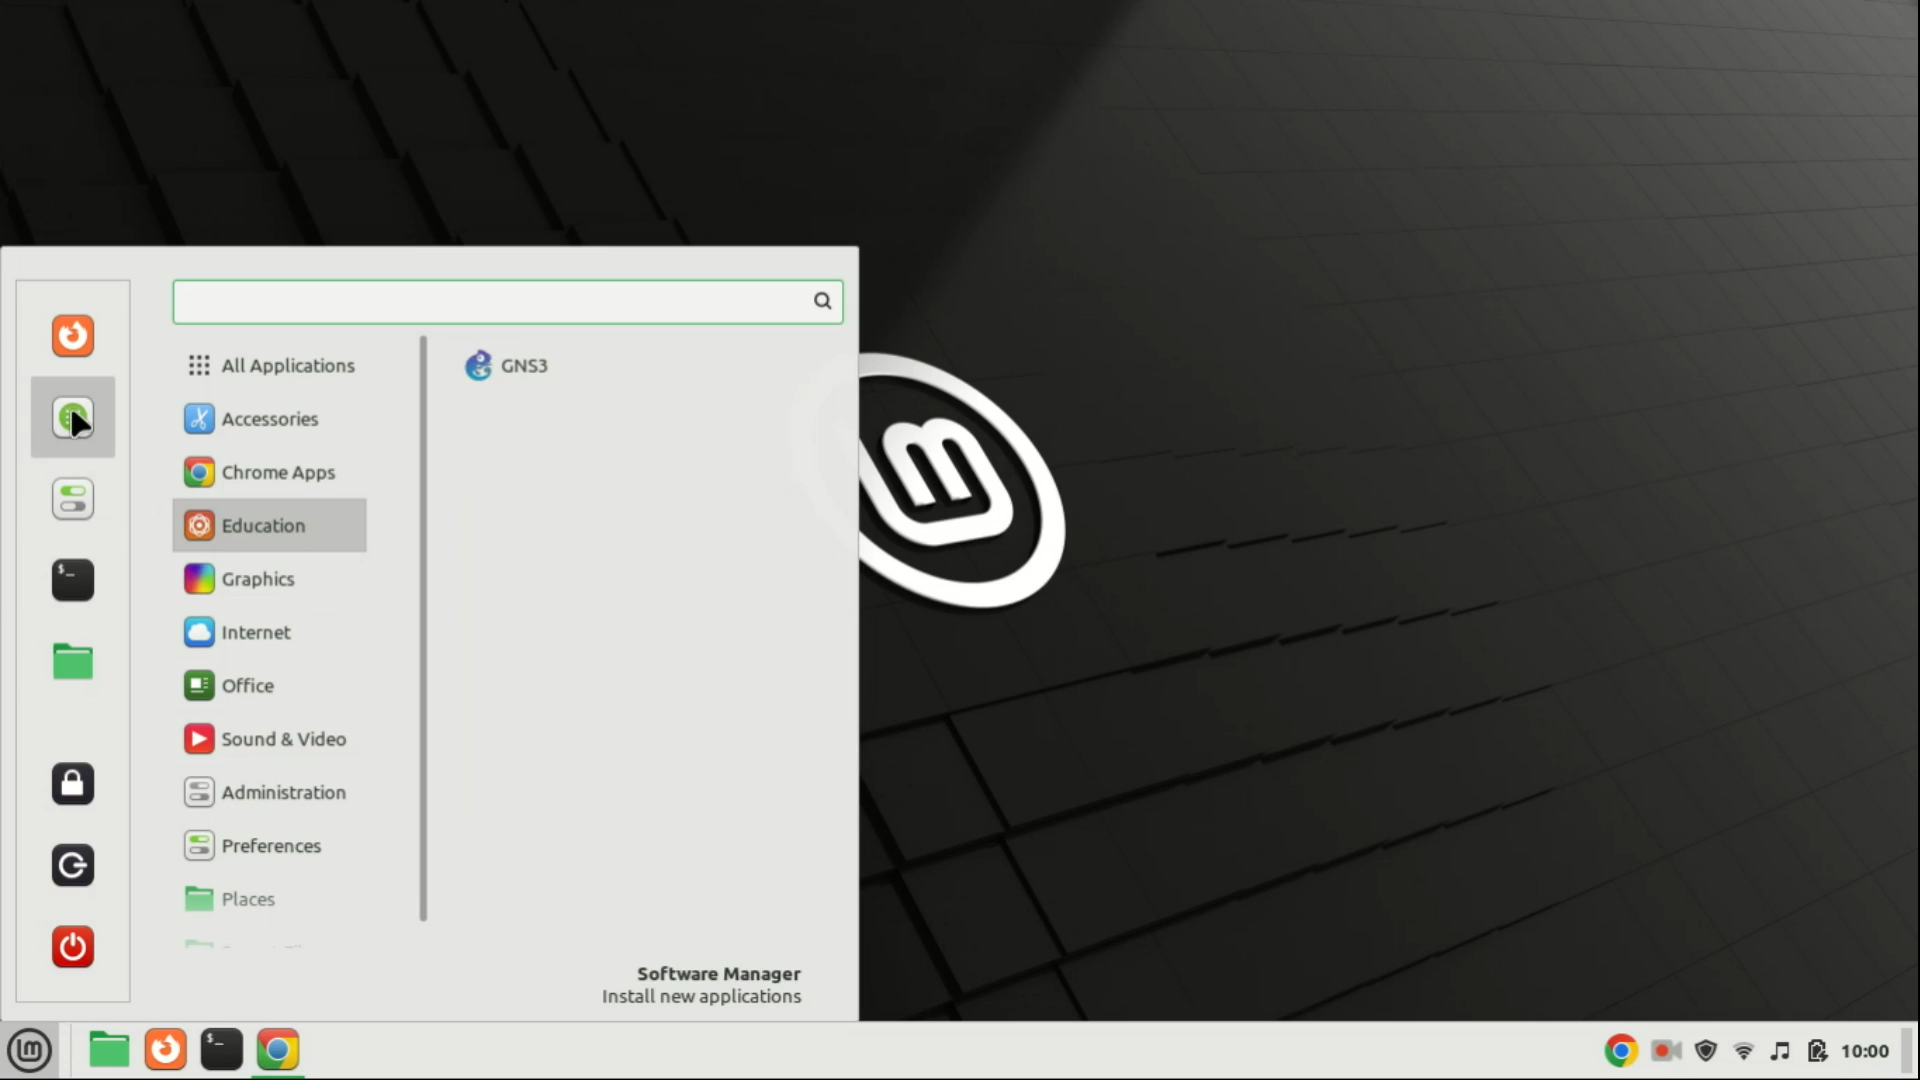 All Applications
Accessories
Chrome Apps
Education
Graphics
Internet
Office
Sound & Video
Administration
Preferences
Places
GNS3
Software Manager
Install new applications
$_
$_
10:00